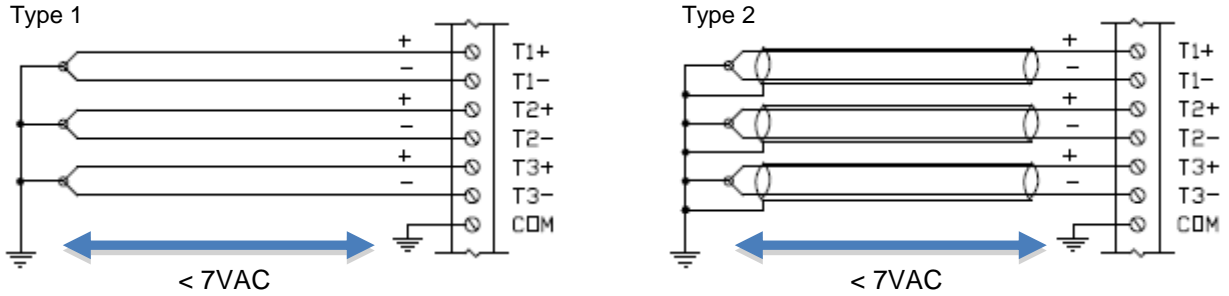 Type 1
+ T1+
− T1−
+ T2+
− T2−
+ T3+
− T3−
COM
< 7VAC
Type 2
+ T1+
− T1−
+ T2+
− T2−
+ T3+
− T3−
COM
< 7VAC